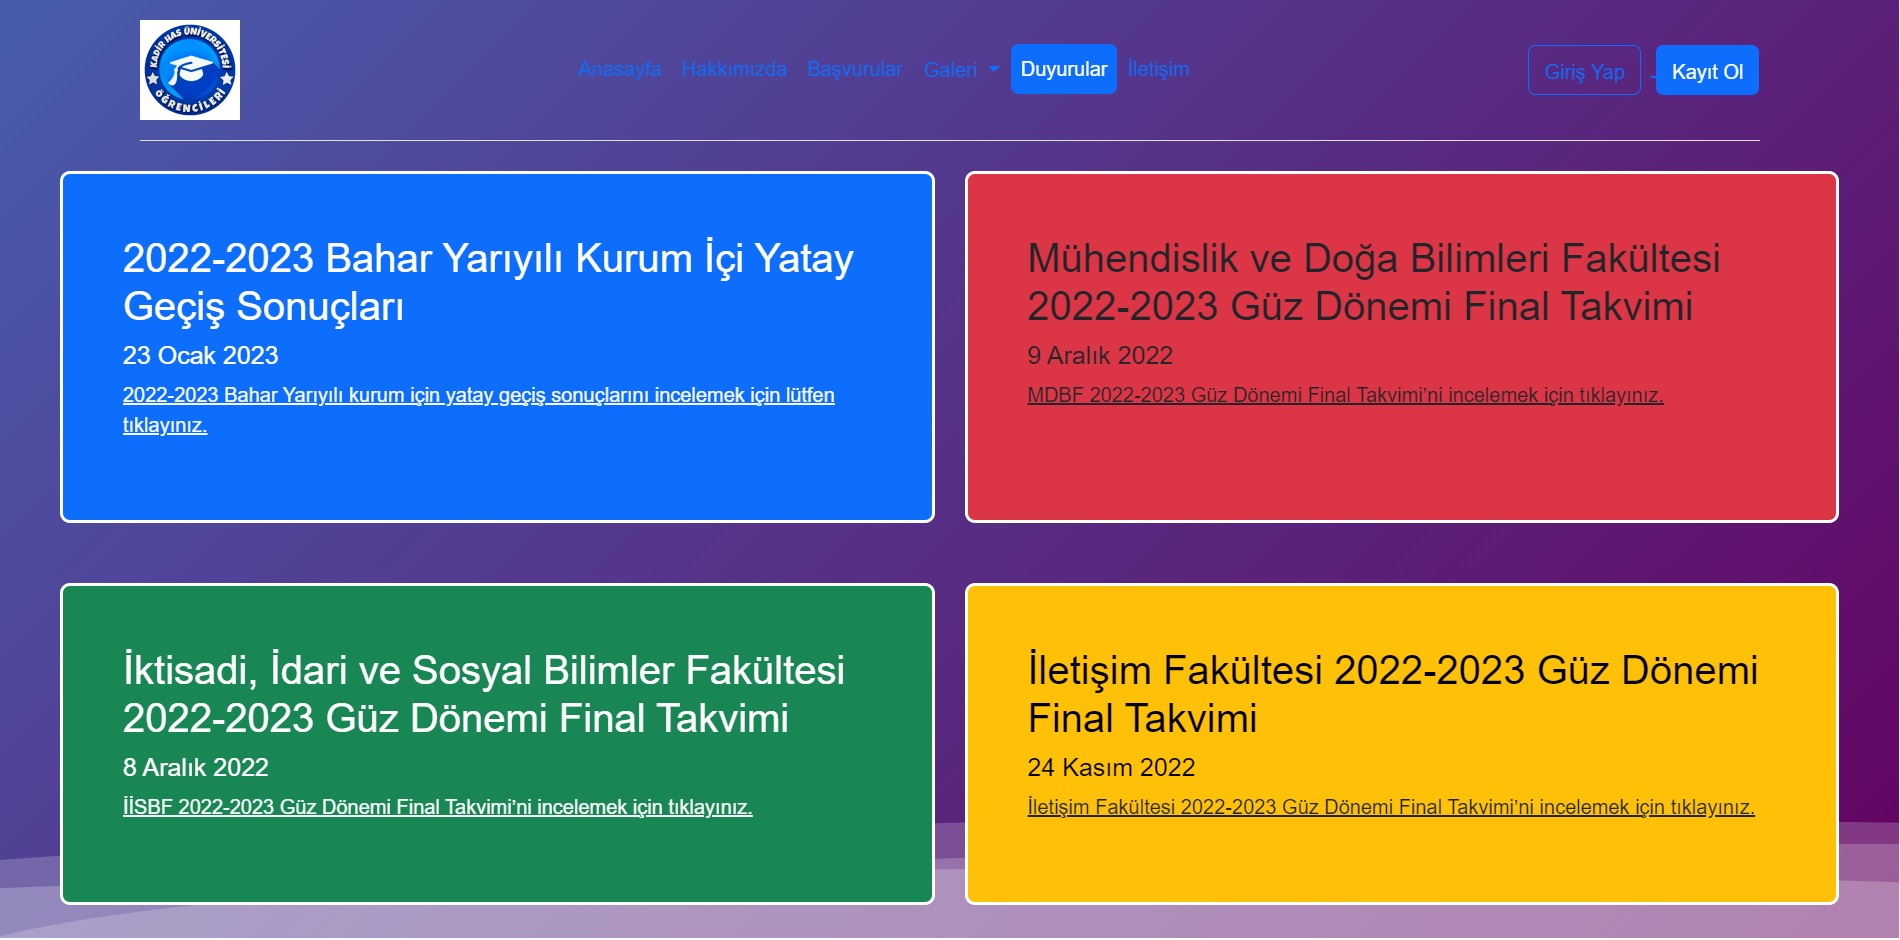 KADİR HAS ÜNİVERSİTESİ
ÖĞRENCİLERİ
Anasayfa Hakkımızda Başvurular Galeri Duyurular İletişim
Giriş Yap Kayıt Ol
2022-2023 Bahar Yarıyılı Kurum İçi Yatay
Geçiş Sonuçları
23 Ocak 2023
2022-2023 Bahar Yarıyılı kurum için yatay geçiş sonuçlarını incelemek için lütfen
tıklayınız.
Mühendislik ve Doğa Bilimleri Fakültesi
2022-2023 Güz Dönemi Final Takvimi
9 Aralık 2022
MDBF 2022-2023 Güz Dönemi Final Takvimi’ni incelemek için tıklayınız.
İktisadi, İdari ve Sosyal Bilimler Fakültesi
2022-2023 Güz Dönemi Final Takvimi
8 Aralık 2022
İİSBF 2022-2023 Güz Dönemi Final Takvimi’ni incelemek için tıklayınız.
İletişim Fakültesi 2022-2023 Güz Dönemi
Final Takvimi
24 Kasım 2022
İletişim Fakültesi 2022-2023 Güz Dönemi Final Takvimi’ni incelemek için tıklayınız.